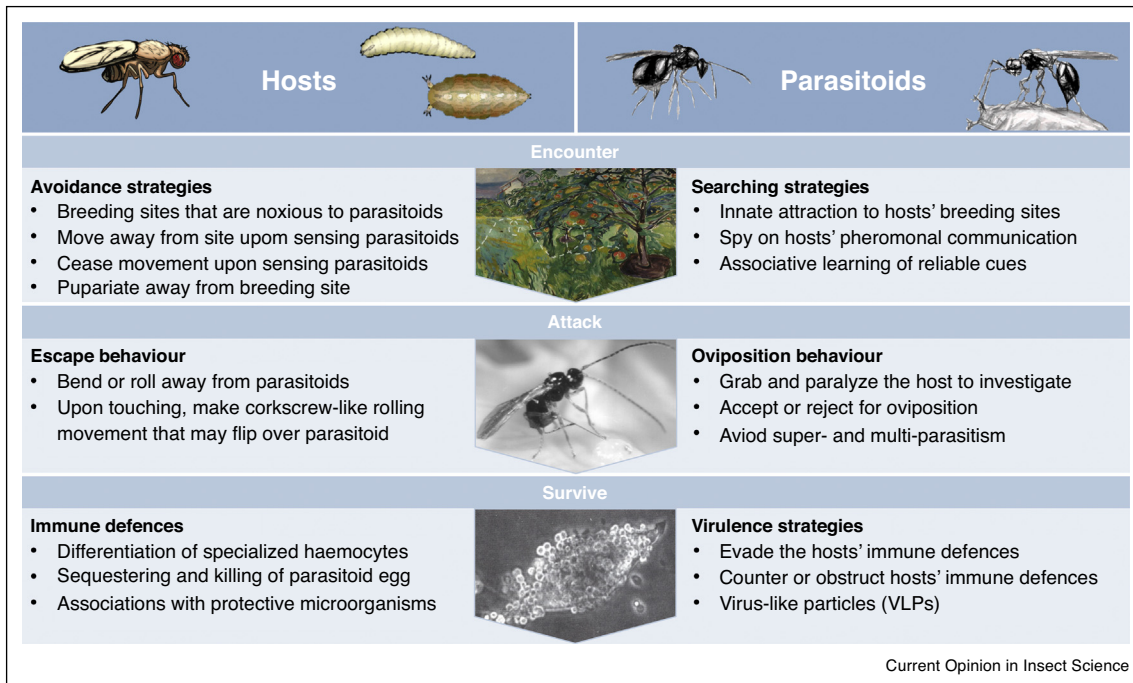 Hosts
Parasitoids
Encounter
Avoidance strategies
• Breeding sites that are noxious to parasitoids
• Move away from site upom sensing parasitoids
• Cease movement upon sensing parasitoids
• Pupariate away from breeding site
Searching strategies
• Innate attraction to hosts' breeding sites
• Spy on hosts' pheromonal communication
• Associative learning of reliable cues
Attack
Escape behaviour
• Bend or roll away from parasitoids
• Upon touching, make corkscrew-like rolling
movement that may flip over parasitoid
Oviposition behaviour
• Grab and paralyze the host to investigate
• Accept or reject for oviposition
• Aviod super- and multi-parasitism
Survive
Immune defences
• Differentiation of specialized haemocytes
• Sequestering and killing of parasitoid egg
• Associations with protective microorganisms
Virulence strategies
• Evade the hosts' immune defences
• Counter or obstruct hosts' immune defences
• Virus-like particles (VLPs)
Current Opinion in Insect Science